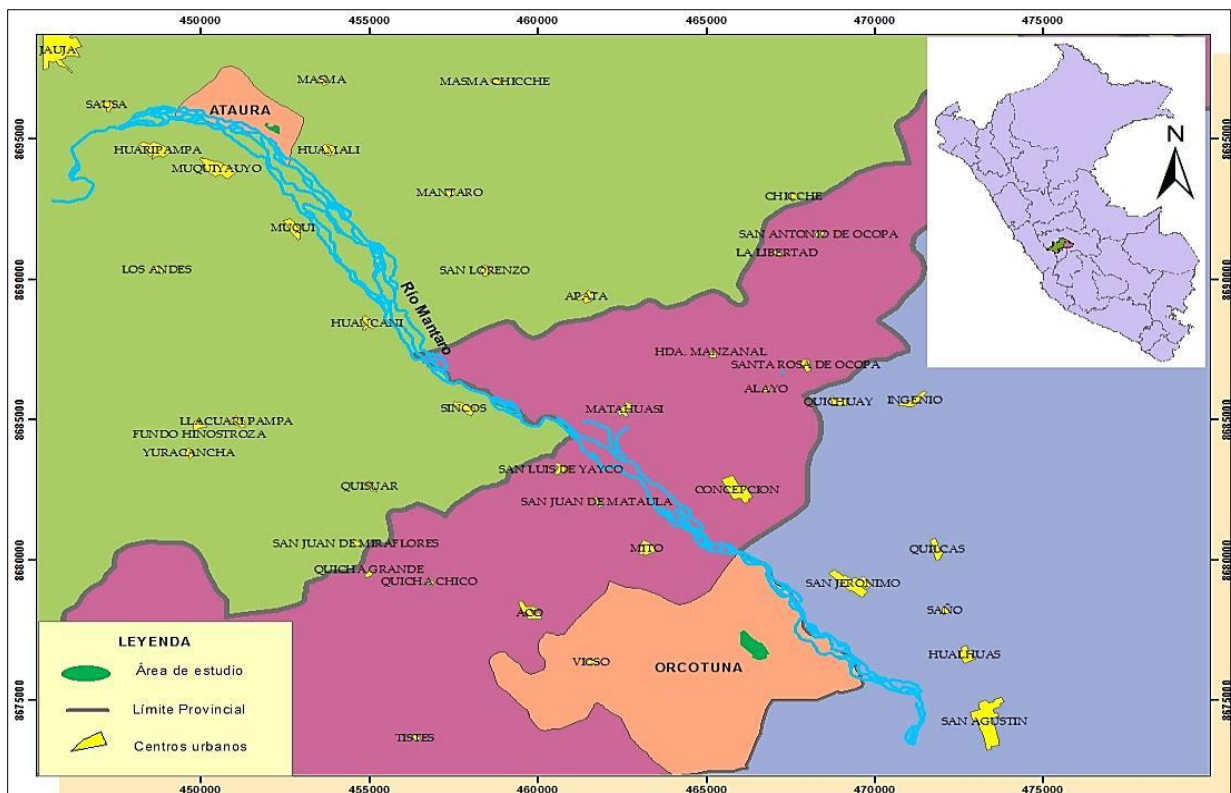 450000 455000 460000 465000 470000 475000
JAUJA
MASMA
MASMA CHICCHE
SAUSA
ATAURA
N
8695000
8695000
HUARIPAMPA
HUAMALI
MUQUIYAUYO
MANTARO
CHICCHE
MUQUI
SAN ANTONIO DE OCOPA
LA LIBERTAD
LOS ANDES
SAN LORENZO
8690000
8690000
APATA
Río Mantaro
HUANCANI
HDA. MANZANAL
SANTA ROSA DE OCOPA
ALAYO
QUICHUAY
INGENIO
SINCOS
MATAHUASI
8685000
8685000
LLACUARI PAMPA
FUNDO HINOSTROZA
YURACANCHA
SAN LUIS DE YAYCO
QUISUAR
CONCEPCION
SAN JUAN DE MATAULA
SAN JUAN DE MIRAFLORES
MITO
QUILCAS
8680000
8680000
QUICHA GRANDE
QUICHA CHICO
SAN JERONIMO
ACO
SAÑO
LEYENDA
Área de estudio
Límite Provincial
Centros urbanos
VICSO
ORCOTUNA
HUALHUAS
8675000
8675000
SAN AGUSTIN
TISTES
450000 455000 460000 465000 470000 475000